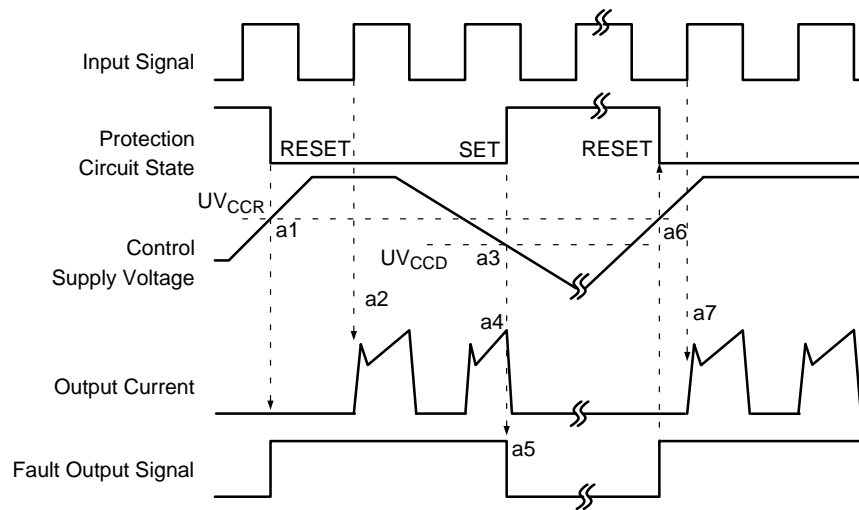 Input Signal
Protection
Circuit State
RESET
SET
RESET
UVCCR
a1
a6
Control
Supply Voltage
UVCCD
a3
a2
a4
a7
Output Current
a5
Fault Output Signal